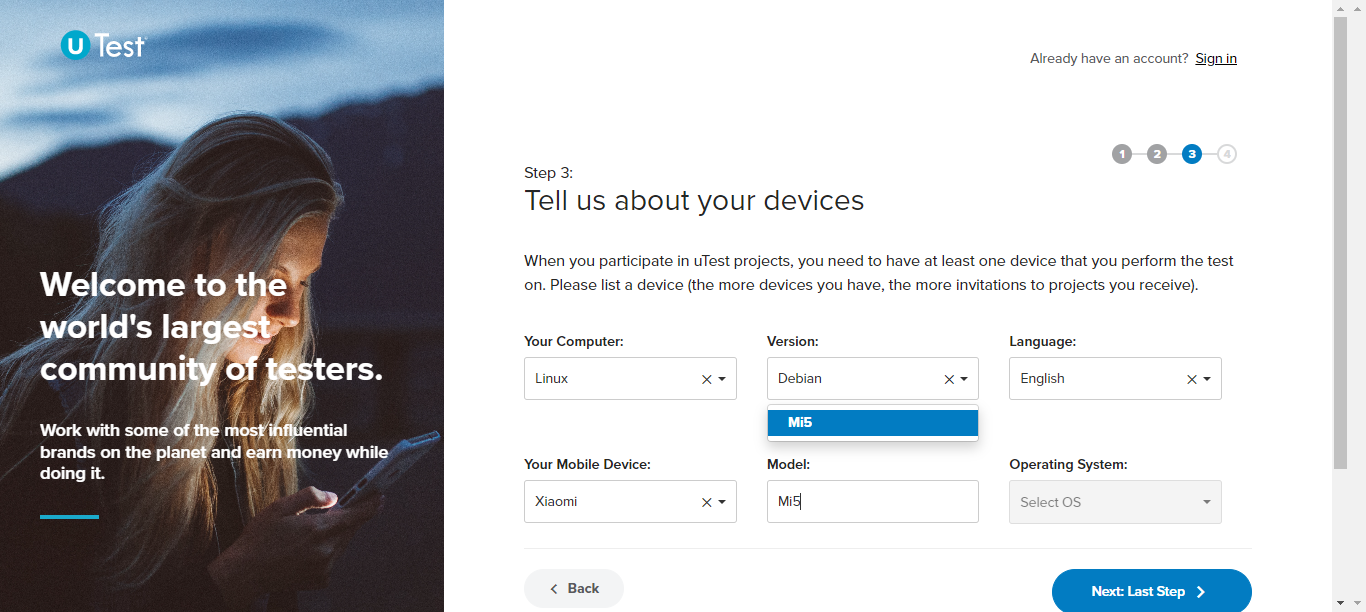 U Test
Already have an account? Sign in
1 2 3 4
Step 3:
Tell us about your devices
When you participate in uTest projects, you need to have at least one device that you perform the test
on. Please list a device (the more devices you have, the more invitations to projects you receive).
Your Computer: Version: Language:
Linux Debian English
Mi5
Your Mobile Device: Model: Operating System:
Xiaomi Mi5 Select OS
Back Next: Last Step
Welcome to the
world's largest
community of testers.
Work with some of the most influential
brands on the planet and earn money while
doing it.